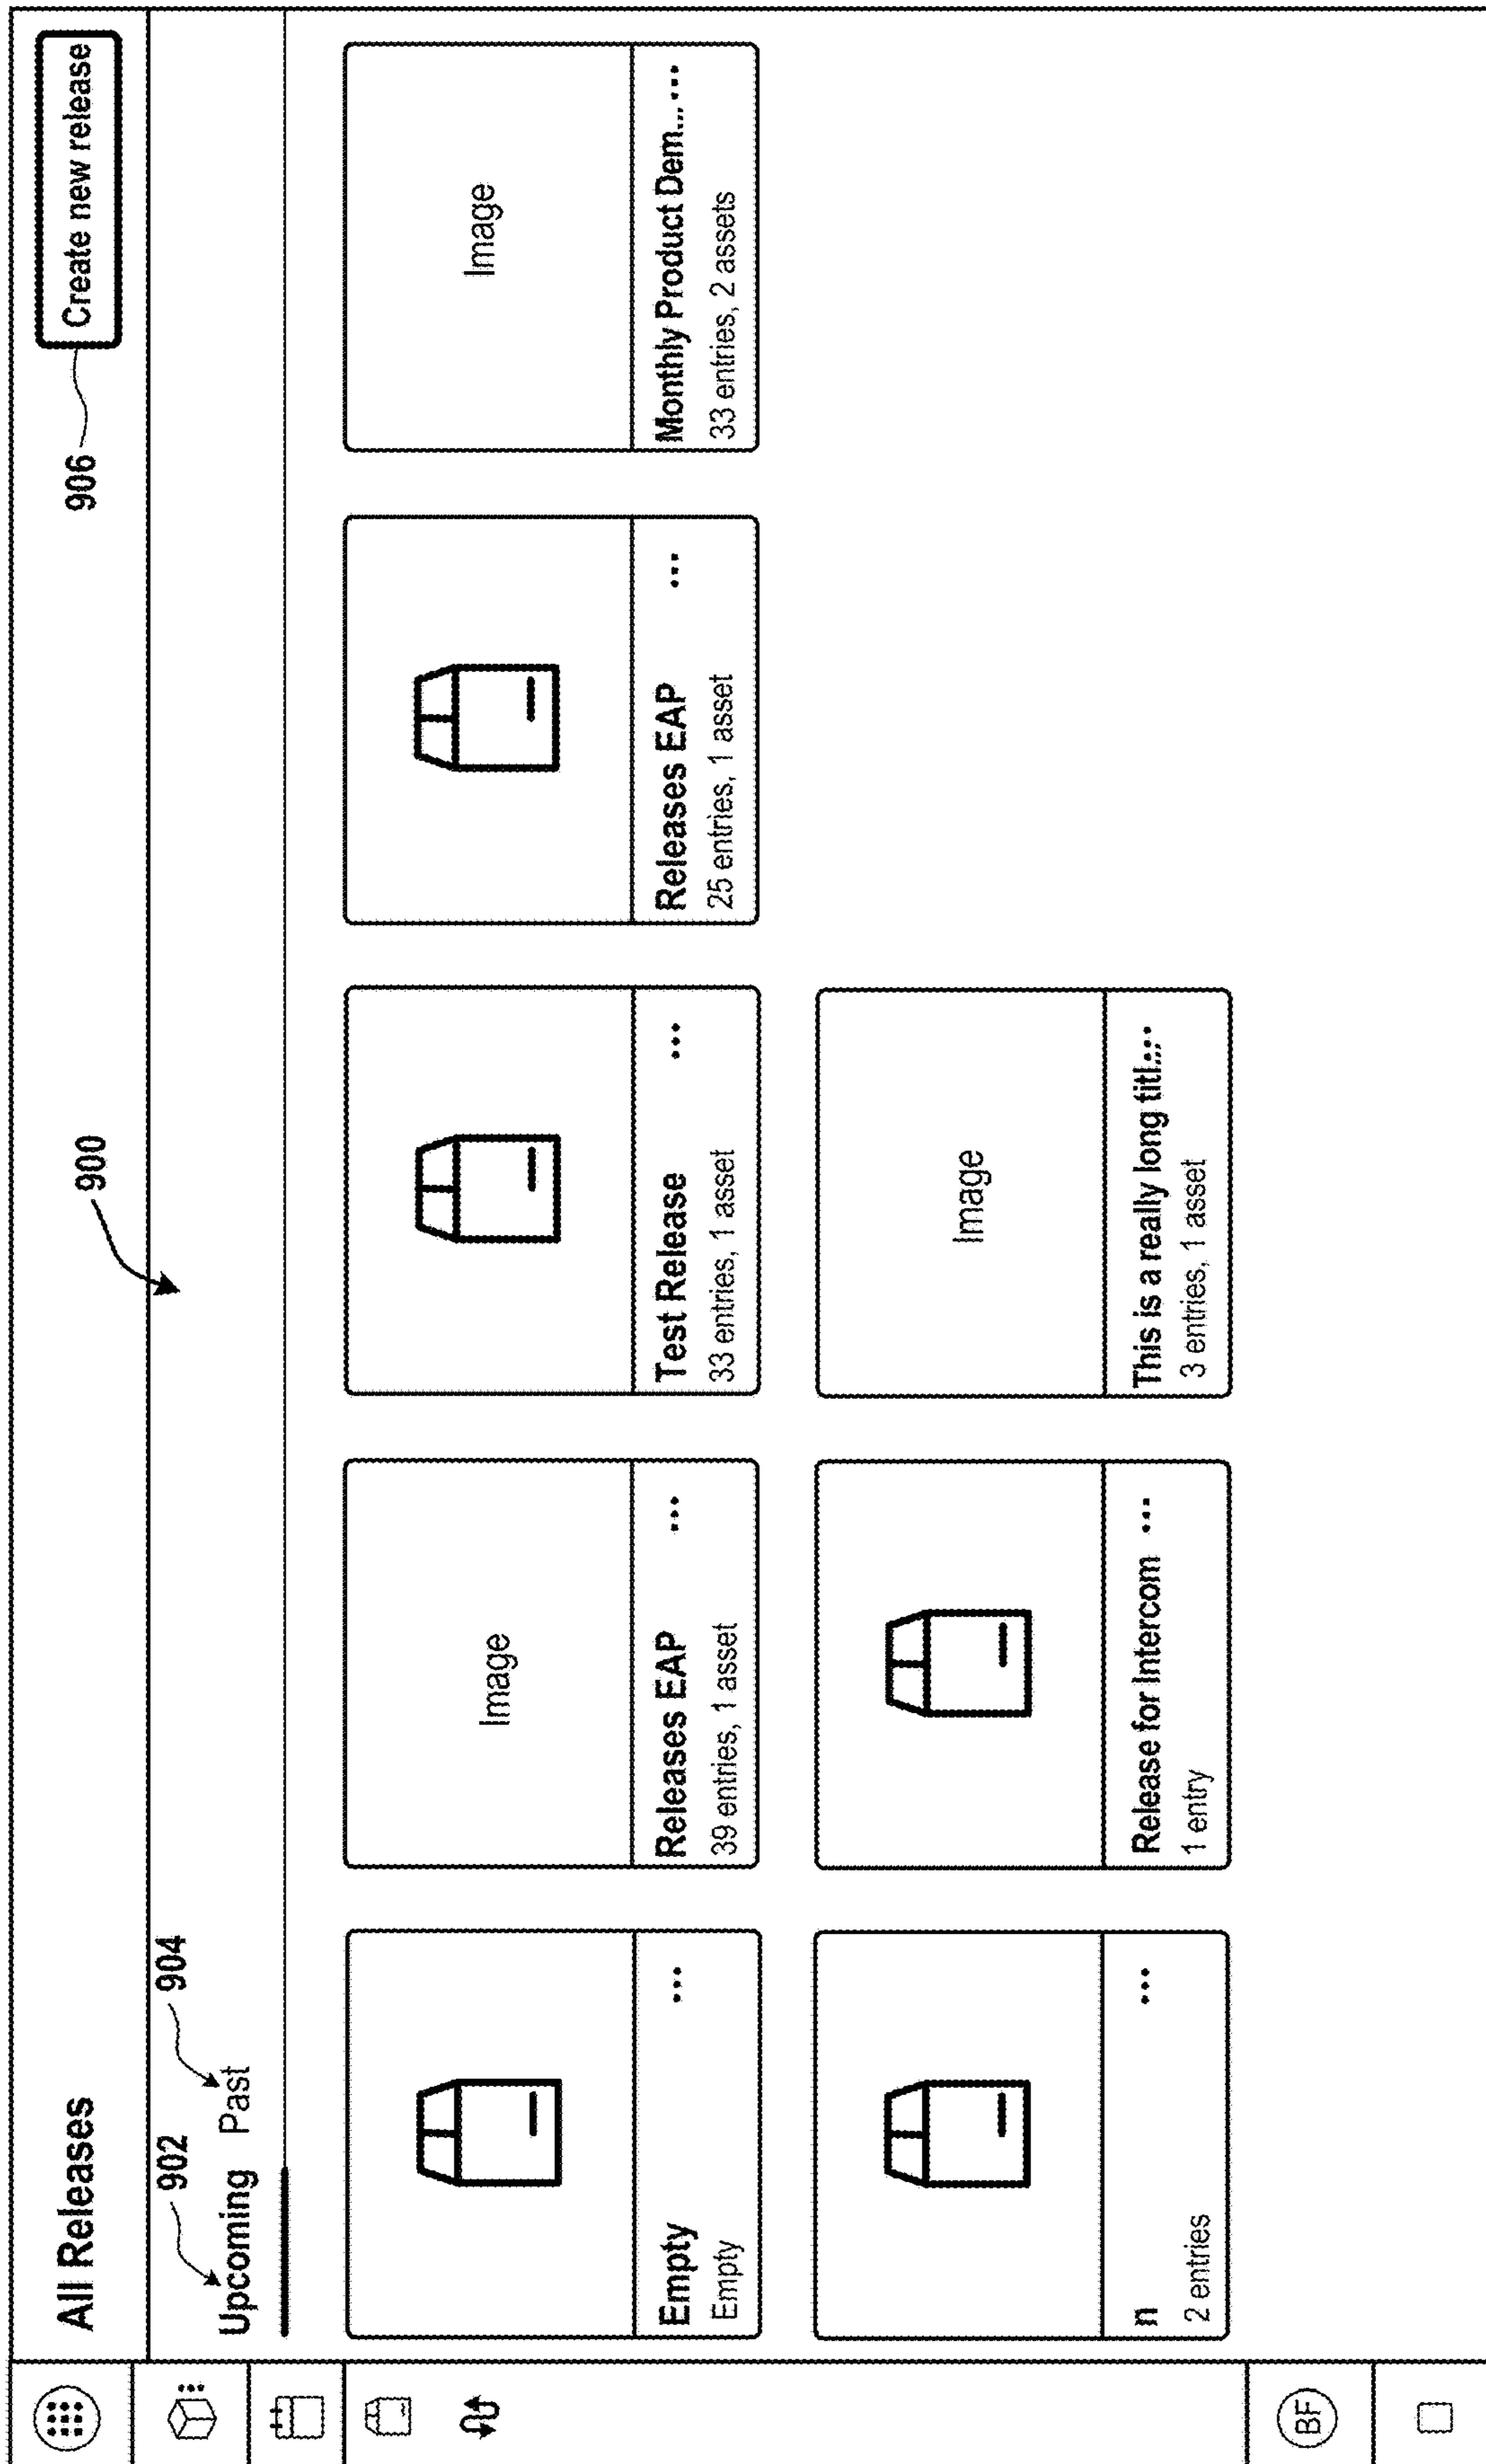 All Releases
900
906
Create new release
902
904
Upcoming Past
Image
Image
Empty ...
Releases EAP ...
Test Release ...
Releases EAP ...
Monthly Product Dem... ...
Empty
39 entries, 1 asset
33 entries, 1 asset
25 entries, 1 asset
33 entries, 2 assets
Image
n ...
Release for Intercom ...
This is a really long titl... ...
2 entries
1 entry
3 entries, 1 asset
BF